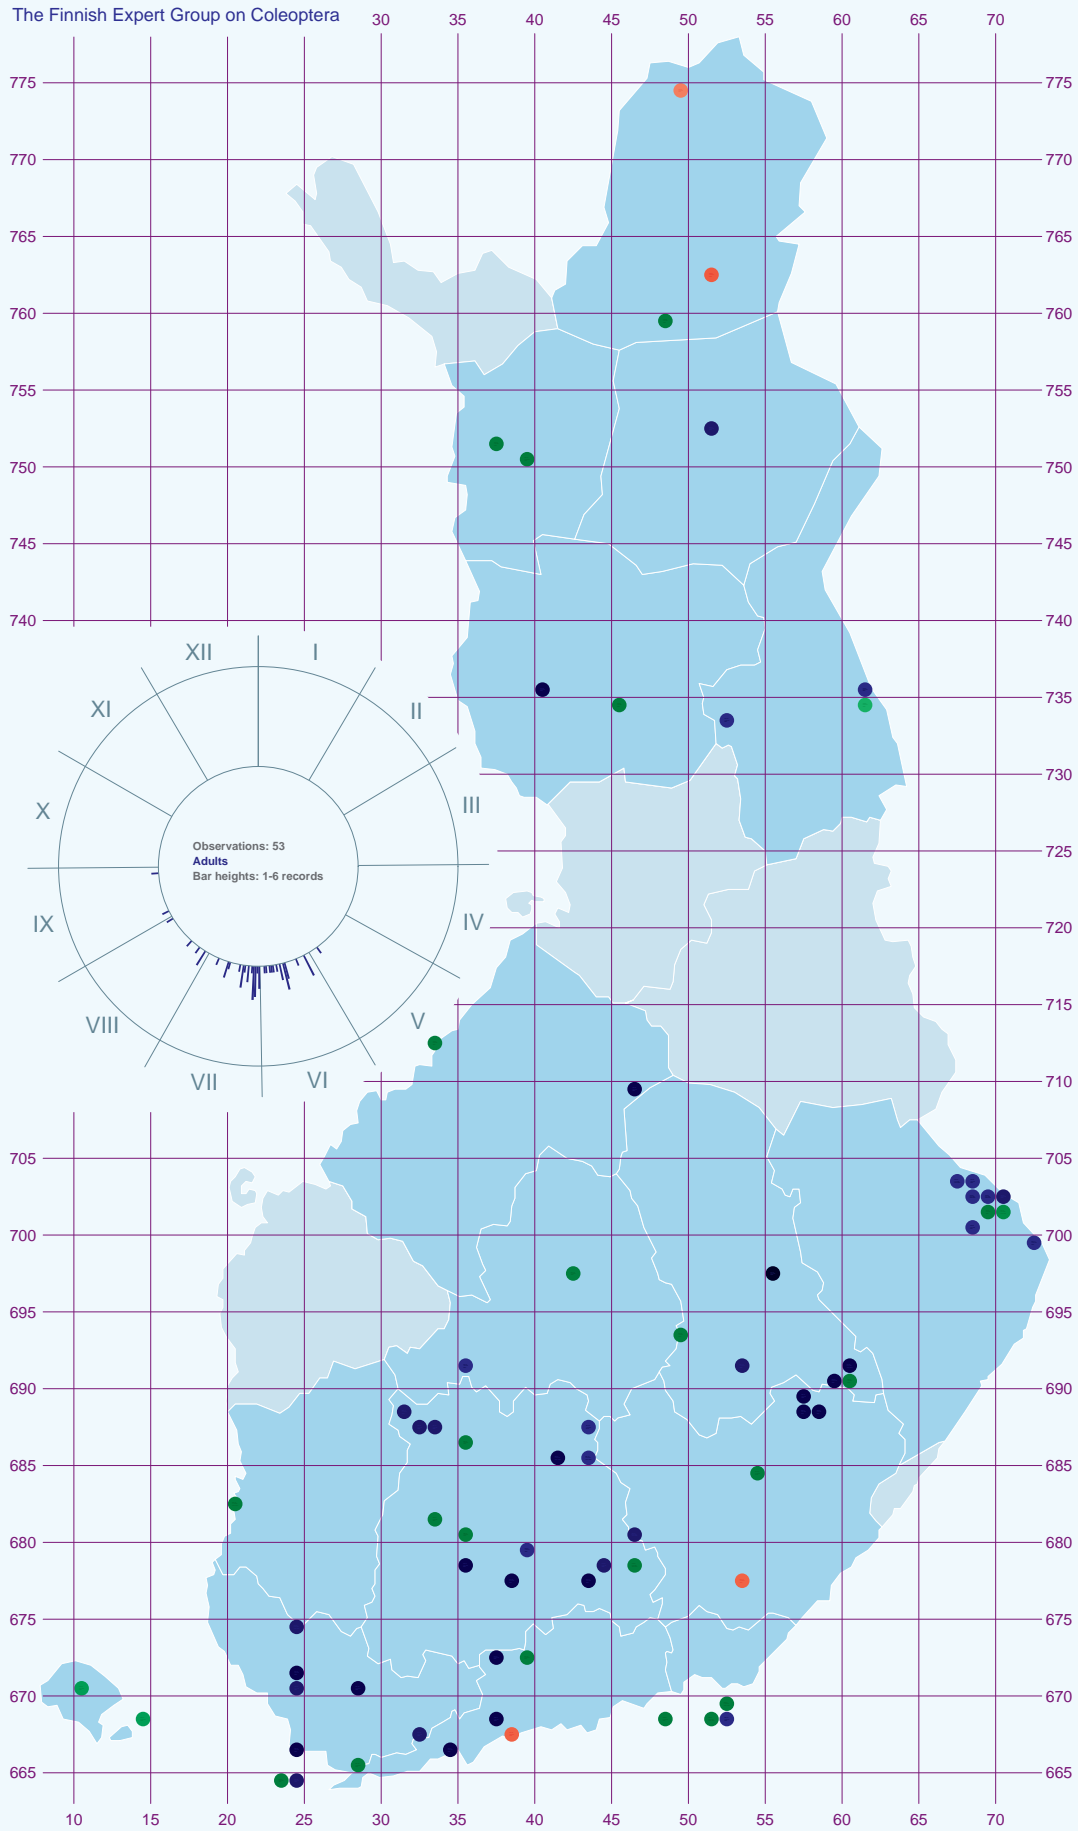 The Finnish Expert Group on Coleoptera
30 35 40 45 50 55 60 65 70
775 775
770 770
765 765
760 760
755 755
750 750
745 745
740 740
XII I
XI II
735
730
X III
Observations: 53
Adults
Bar heights: 1-6 records
725
IX IV
720
715
VIII V
VII VI
710
705 705
700 700
695 695
690 690
685 685
680 680
675 675
670 670
665 665
10 15 20 25 30 35 40 45 50 55 60 65 70